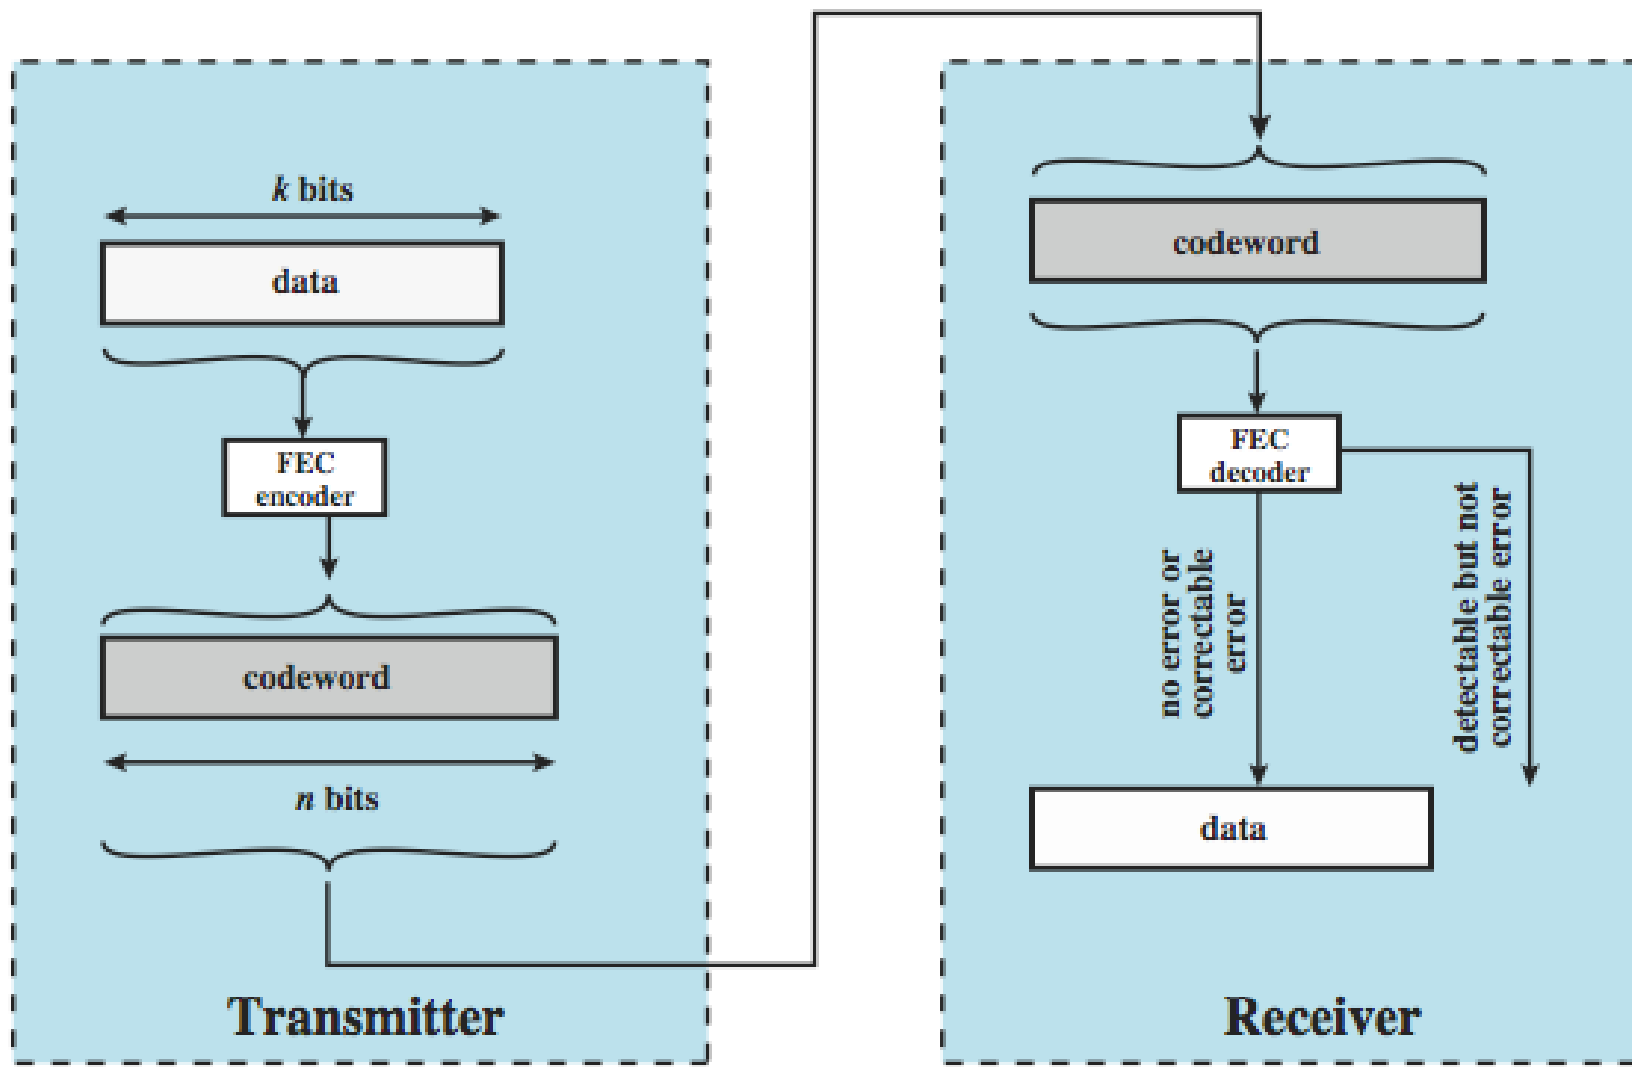 k bits
data
FEC
encoder
codeword
n bits
Transmitter
codeword
FEC
decoder
no error or
correctable
error
detectable but not
correctable error
data
Receiver